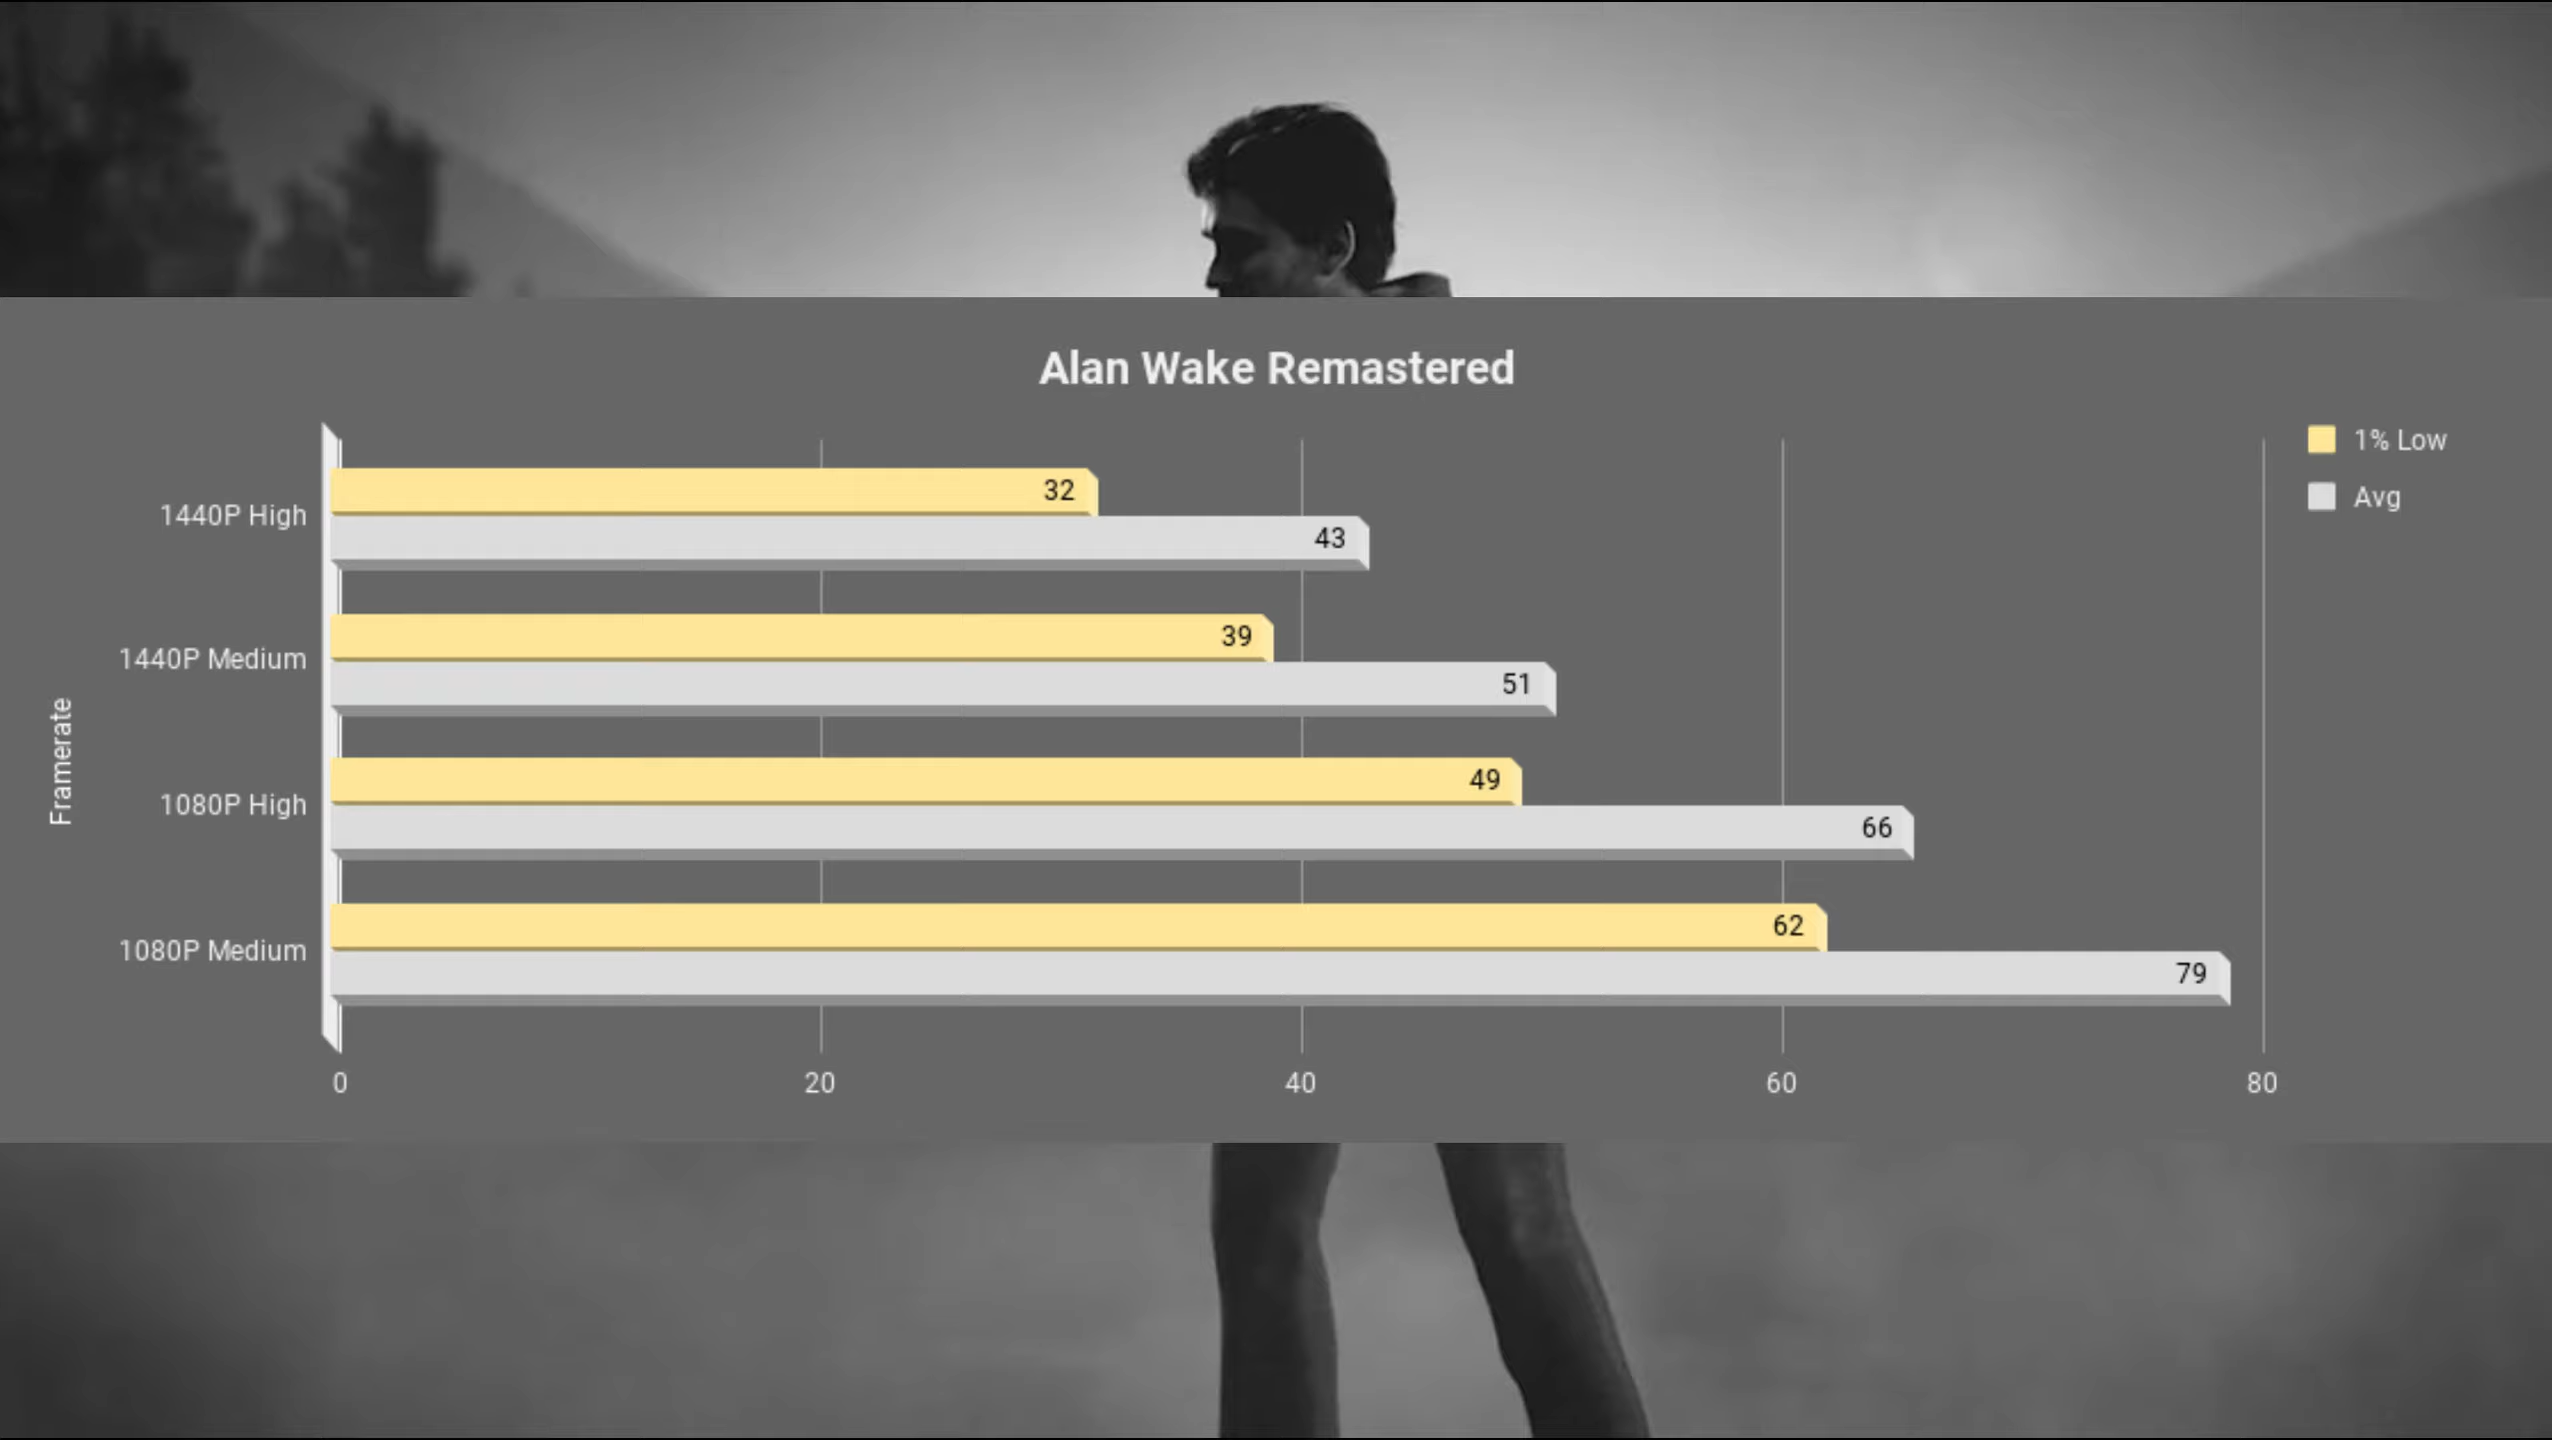 Alan Wake Remastered
1% Low
Avg
Framerate
1440P High
32
43
1440P Medium
39
51
1080P High
49
66
1080P Medium
62
79
0 20 40 60 80